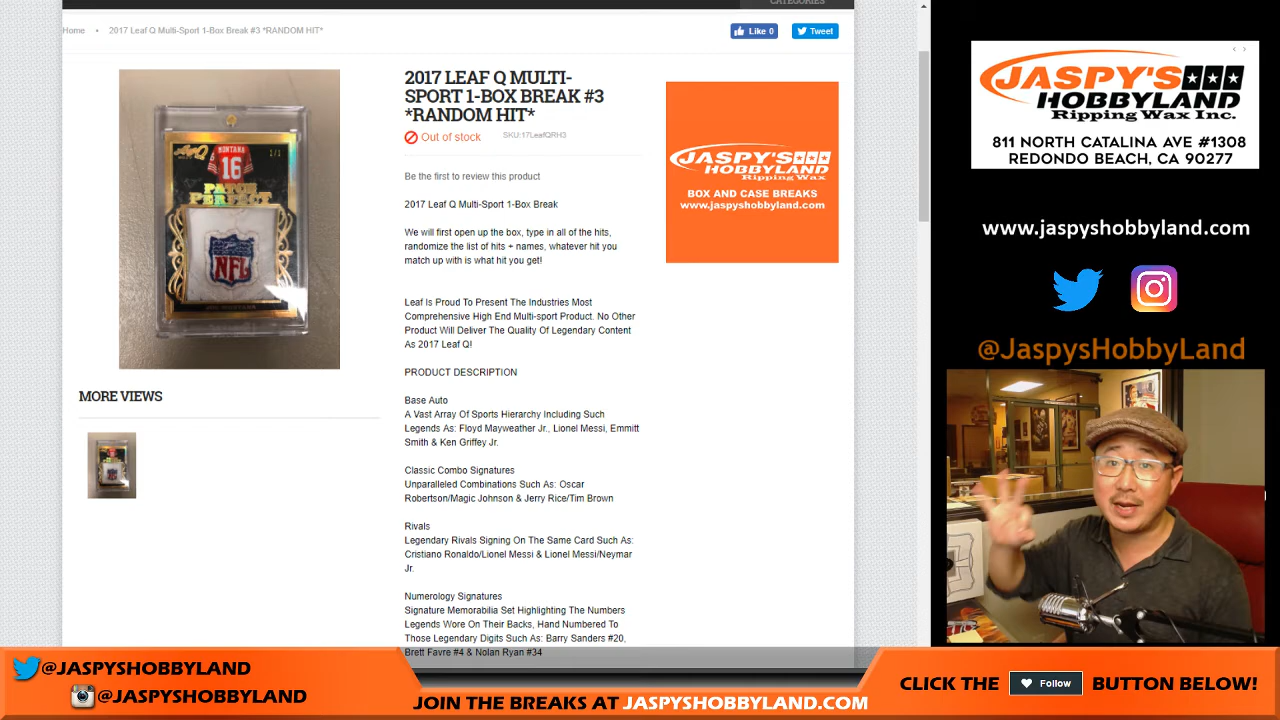 CATEGORIES
Home • 2017 Leaf Q Multi-Sport 1-Box Break #3 *RANDOM HIT*
Like 0
Tweet
2017 LEAF Q MULTI-
SPORT 1-BOX BREAK #3
*RANDOM HIT*
Out of stock
SKU:17LeafQRH3
Be the first to review this product
2017 Leaf Q Multi-Sport 1-Box Break
We will first open up the box, type in all of the hits,
randomize the list of hits + names, whatever hit you
match up with is what hit you get!
Leaf Is Proud To Present The Industries Most
Comprehensive High End Multi-sport Product. No Other
Product Will Deliver The Quality Of Legendary Content
As 2017 Leaf Q!
PRODUCT DESCRIPTION
Base Auto
A Vast Array Of Sports Hierarchy Including Such
Legends As: Floyd Mayweather Jr., Lionel Messi, Emmitt
Smith & Ken Griffey Jr.
Classic Combo Signatures
Unparalleled Combinations Such As: Oscar
Robertson/Magic Johnson & Jerry Rice/Tim Brown
Rivals
Legendary Rivals Signing On The Same Card Such As:
Cristiano Ronaldo/Lionel Messi & Lionel Messi/Neymar
Jr.
Numerology Signatures
Signature Memorabilia Set Highlighting The Numbers
Legends Wore On Their Backs, Hand Numbered To
Those Legendary Digits Such As: Barry Sanders #20,
Brett Favre #4 & Nolan Ryan #34
MONTANA
16
1/1
PATCH
PERFECT
NFL
MORE VIEWS
JASPY'S
HOBBYLAND
Ripping Wax
BOX AND CASE BREAKS
www.jaspyshobbyland.com
JASPY'S
HOBBYLAND
Ripping Wax Inc.
811 NORTH CATALINA AVE #1308
REDONDO BEACH, CA 90277
www.jaspyshobbyland.com
@JaspysHobbyLand
@JASPYSHOBBYLAND
@JASPYSHOBBYLAND
JOIN THE BREAKS AT JASPYSHOBBYLAND.COM
CLICK THE Follow BUTTON BELOW!